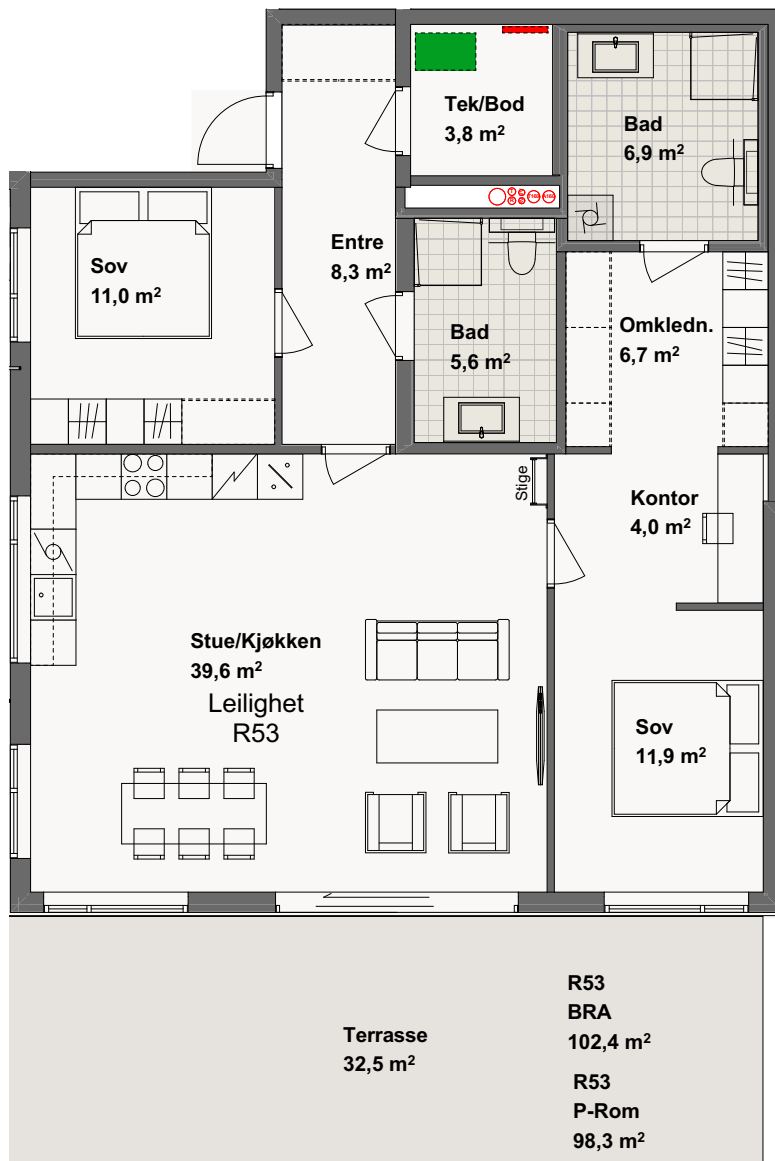 Tek/Bod
3,8 m²
Bad
6,9 m²
Entre
8,3 m²
Sov
11,0 m²
Bad
5,6 m²
Omkledn.
6,7 m²
Stige
Kontor
4,0 m²
Stue/Kjøkken
39,6 m²
Leilighet
R53
Sov
11,9 m²
Terrasse
32,5 m²
R53
BRA
102,4 m²
R53
P-Rom
98,3 m²